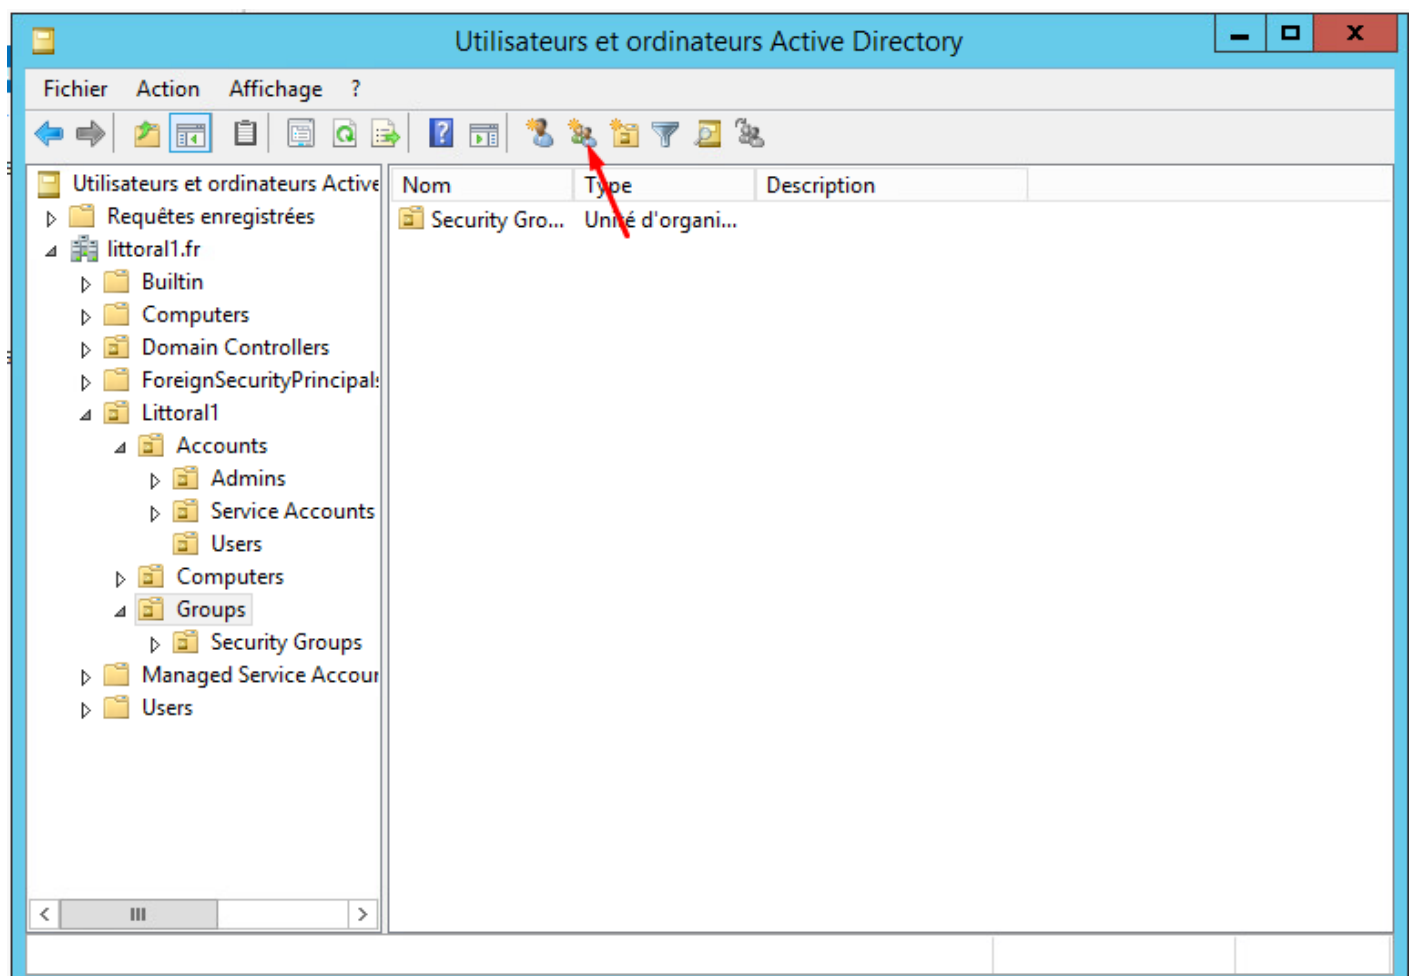 Utilisateurs et ordinateurs Active Directory
Fichier Action Affichage ?
Utilisateurs et ordinateurs Active
Requêtes enregistrées
littoral1.fr
Builtin
Computers
Domain Controllers
ForeignSecurityPrincipal
Littoral1
Accounts
Admins
Service Accounts
Users
Computers
Groups
Security Groups
Managed Service Accoun
Users
Nom Type Description
Security Gro... Unité d'organi...